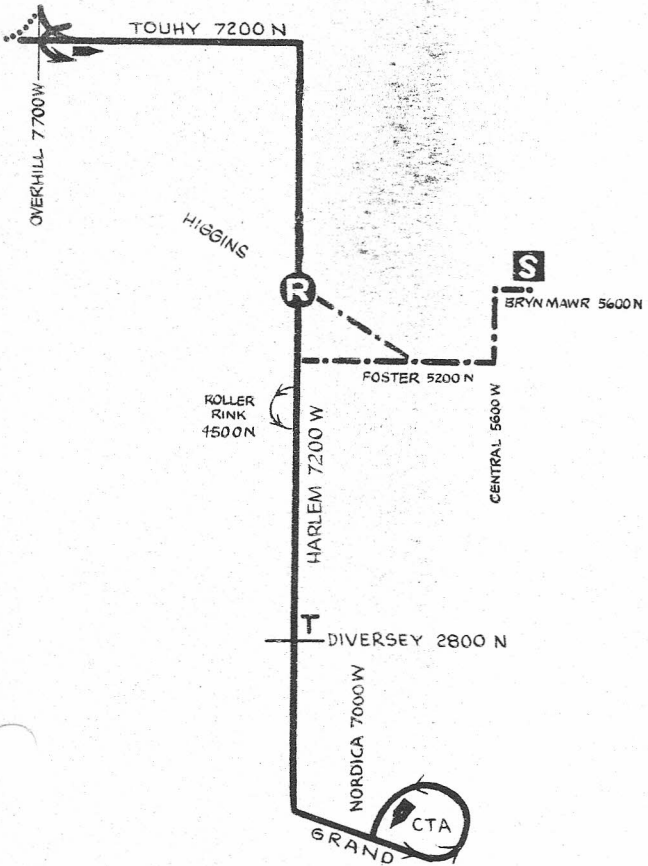 TOUHY 7200 N
OVERHILL 7700 W
HIGGINS
R
S
BRYN MAWR 5600 N
FOSTER 5200 N
CENTRAL 5600 W
ROLLER
RINK
4500 N
HARLEM 7200 W
T
DIVERSEY 2800 N
NORDICA 7000 W
CTA
GRAND